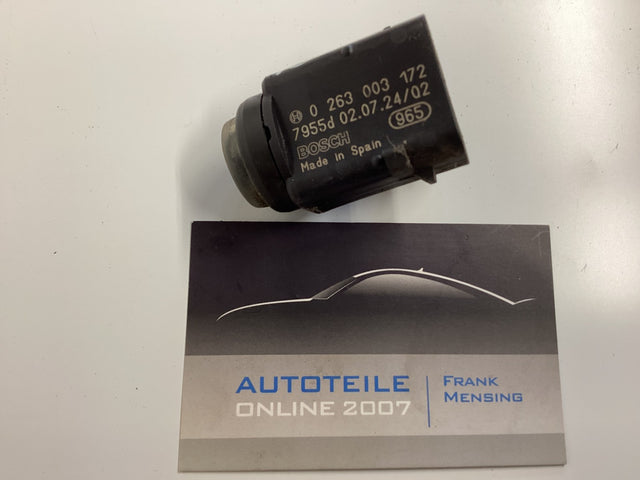 0 263 003 172
7955d 02.07.24/02
BOSCH 965
Made in Spain
AUTOTEILE
ONLINE 2007
FRANK
MENSING